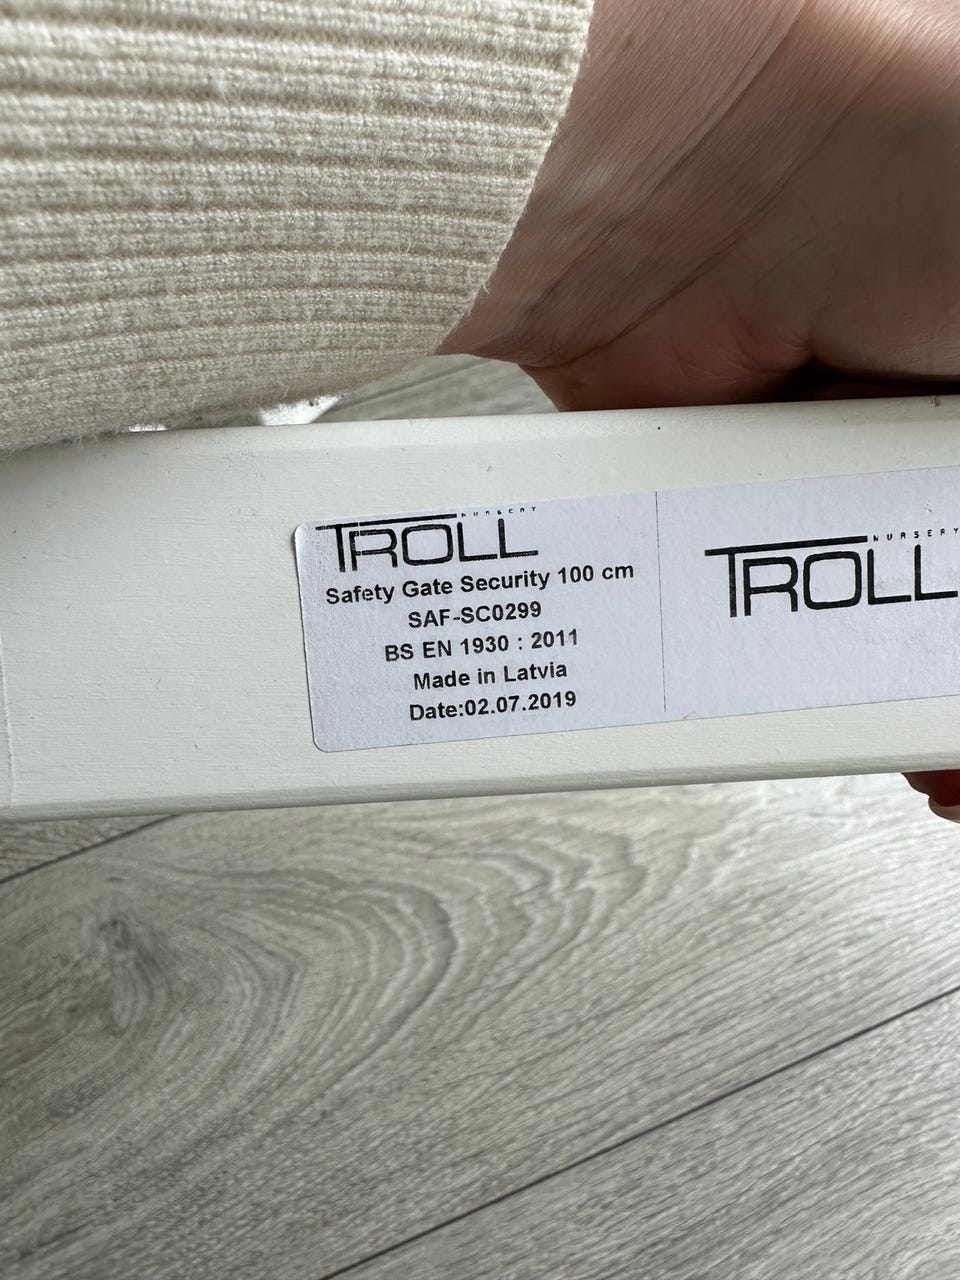 NURSERY
TROLL
Safety Gate Security 100 cm
SAF-SC0299
BS EN 1930 : 2011
Made in Latvia
Date:02.07.2019
NURSERY
TROLL